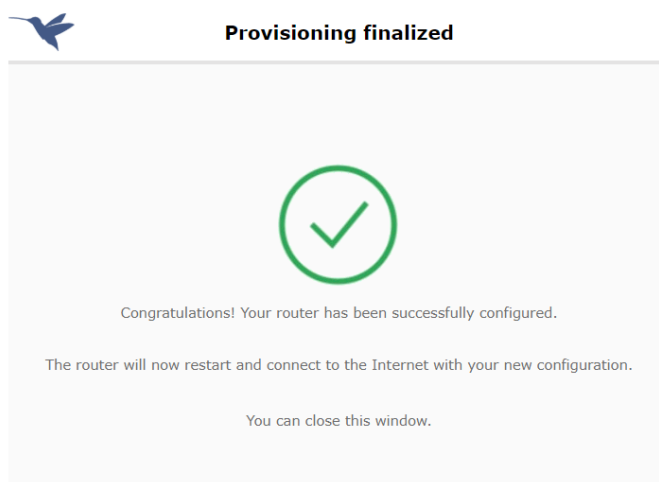 Provisioning finalized
Congratulations! Your router has been successfully configured.
The router will now restart and connect to the Internet with your new configuration.
You can close this window.